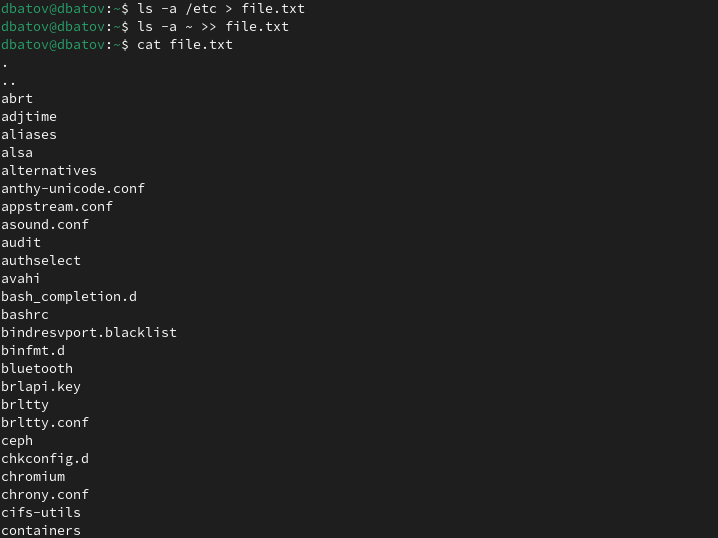 dbatov@dbatov:~$ ls -a /etc > file.txt
dbatov@dbatov:~$ ls -a ~ >> file.txt
dbatov@dbatov:~$ cat file.txt
.
..
abrt
adjtime
aliases
alsa
alternatives
anthy-unicode.conf
appstream.conf
asound.conf
audit
authselect
avahi
bash_completion.d
bashrc
bindresvport.blacklist
binfmt.d
bluetooth
brlapi.key
brltty
brltty.conf
ceph
chkconfig.d
chromium
chrony.conf
cifs-utils
containers